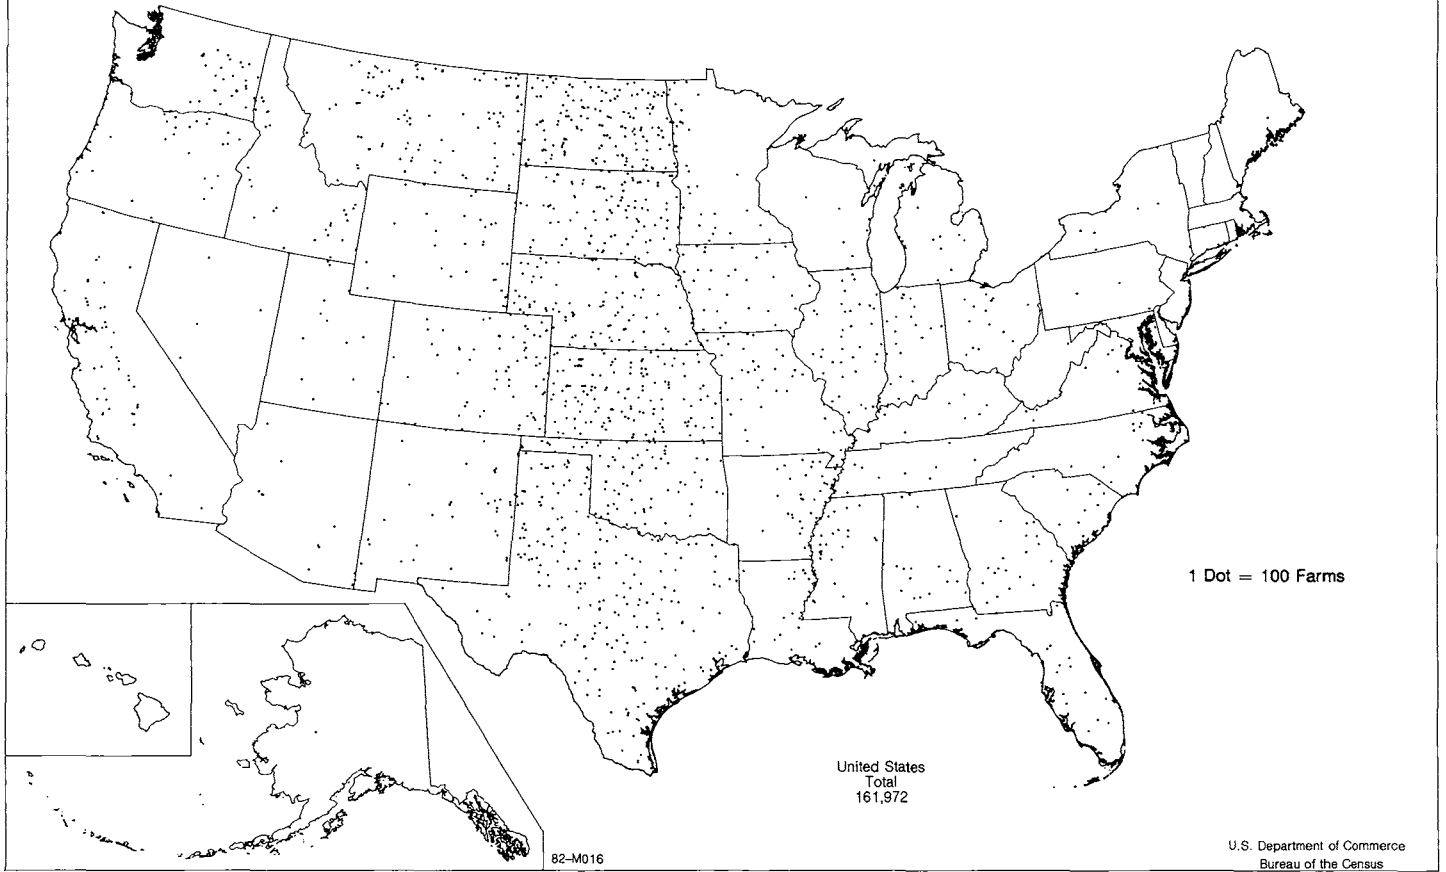 1 Dot = 100 Farms
United States
Total
161,972
82–M016
U.S. Department of Commerce
Bureau of the Census